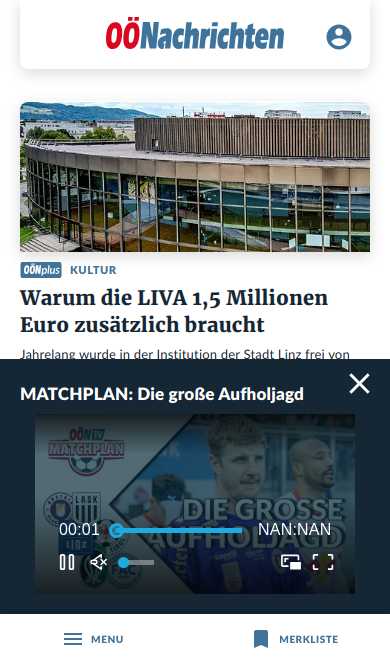 OÖNachrichten
OÖNplus KULTUR
Warum die LIVA 1,5 Millionen
Euro zusätzlich braucht
Jahrelang wurde in der Institution der Stadt Linz frei von
MATCHPLAN: Die große Aufholjagd
OÖN TV
MATCHPLAN
LASK
DIE GROSSE
AUFHOLJAGD
00:01 NAN:NAN
MENU MERKLISTE